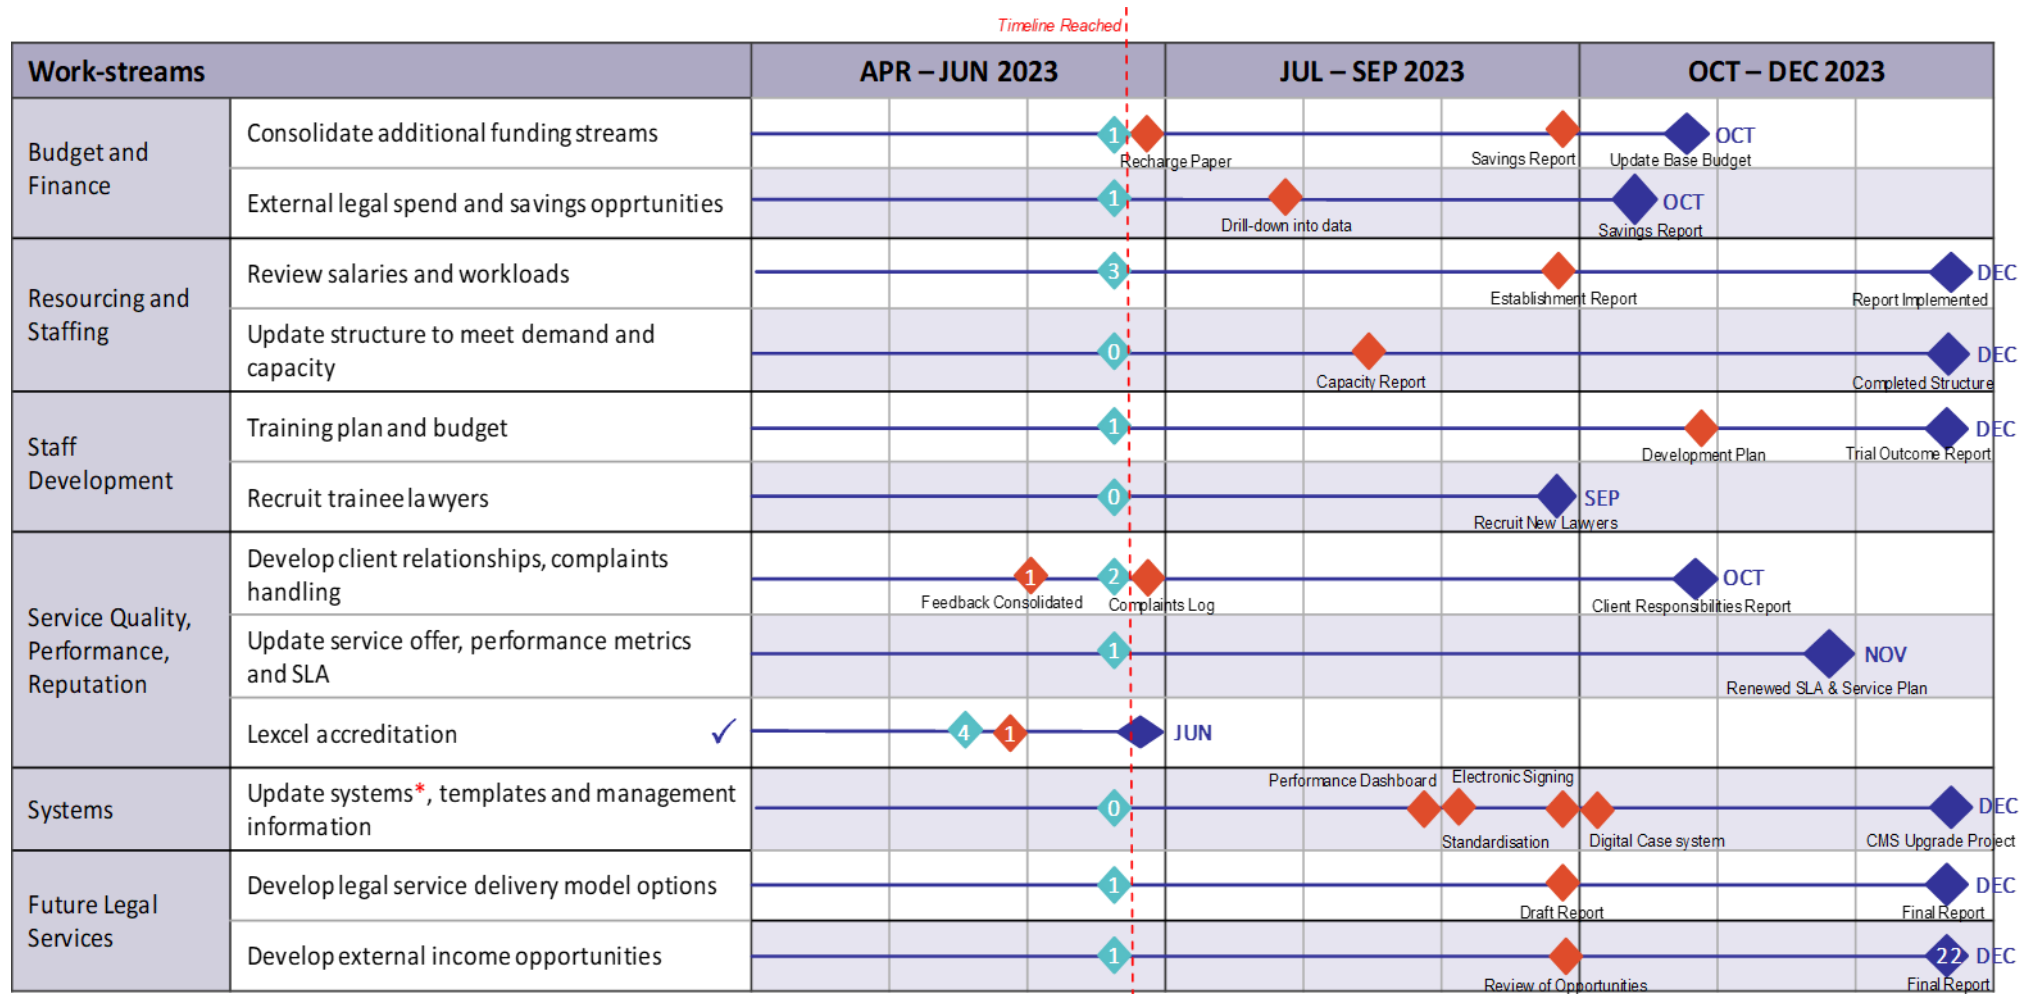 Timeline Reached
Work-streams
APR – JUN 2023
JUL – SEP 2023
OCT – DEC 2023
Budget and
Finance
Consolidate additional funding streams
1
Recharge Paper
Savings Report
Update Base Budget
OCT
External legal spend and savings opprtunities
1
Drill-down into data
Savings Report
OCT
Resourcing and
Staffing
Review salaries and workloads
3
Establishment Report
Report Implemented
DEC
Update structure to meet demand and
capacity
0
Capacity Report
Completed Structure
DEC
Staff
Development
Training plan and budget
1
Development Plan
Trial Outcome Report
DEC
Recruit trainee lawyers
0
Recruit New Lawyers
SEP
Service Quality,
Performance,
Reputation
Develop client relationships, complaints
handling
1
Feedback Consolidated
2
Complaints Log
Client Responsibilities Report
OCT
Update service offer, performance metrics
and SLA
1
Renewed SLA & Service Plan
NOV
Lexcel accreditation ✓
4
1
JUN
Systems
Update systems*, templates and management
information
0
Performance Dashboard
Electronic Signing
Standardisation
Digital Case system
CMS Upgrade Project
DEC
Future Legal
Services
Develop legal service delivery model options
1
Draft Report
Final Report
DEC
Develop external income opportunities
1
Review of Opportunities
22
Final Report
DEC